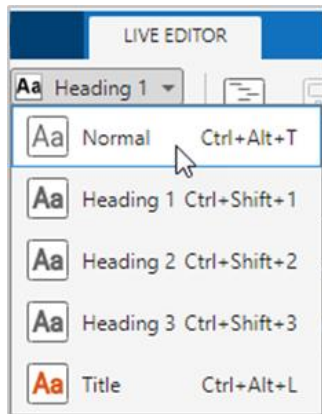 LIVE EDITOR
Aa Heading 1
Aa Normal Ctrl+Alt+T
Aa Heading 1 Ctrl+Shift+1
Aa Heading 2 Ctrl+Shift+2
Aa Heading 3 Ctrl+Shift+3
Aa Title Ctrl+Alt+L